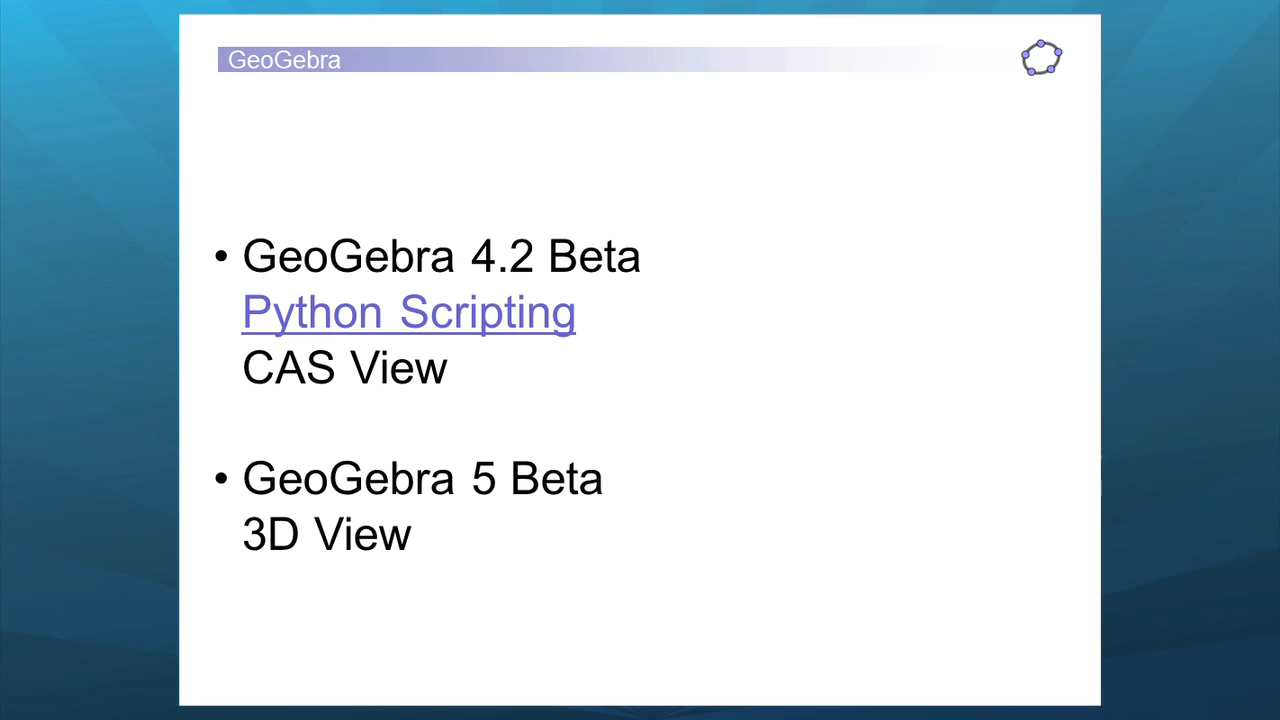 GeoGebra
• GeoGebra 4.2 Beta
Python Scripting
CAS View
• GeoGebra 5 Beta
3D View